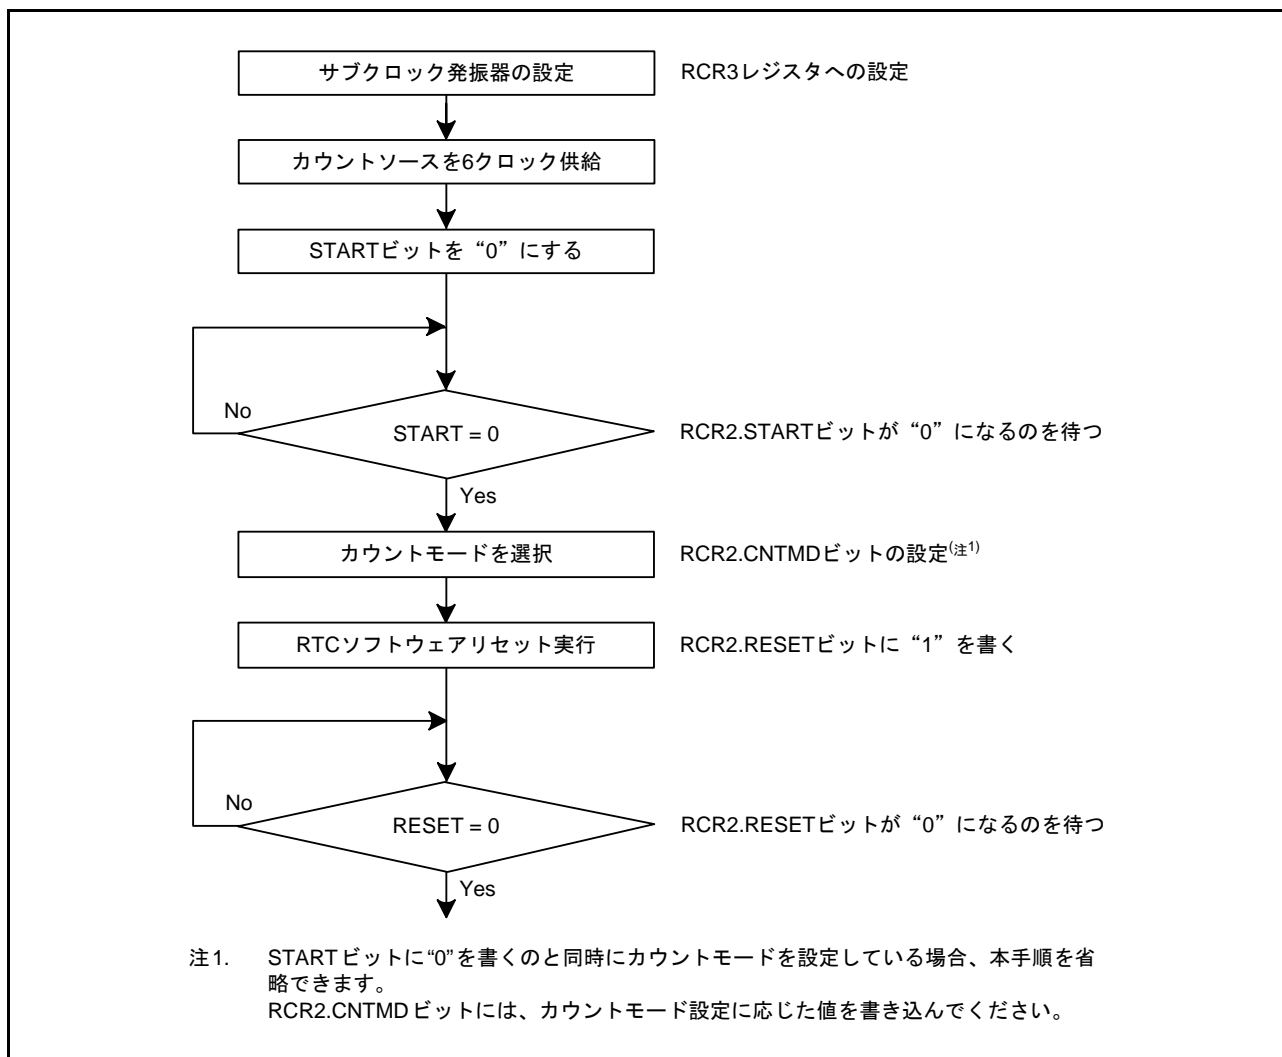 サブクロック発振器の設定
RCR3レジスタへの設定
カウントソースを6クロック供給
STARTビットを“0”にする
No
START = 0
RCR2.STARTビットが“0”になるのを待つ
Yes
カウントモードを選択
RCR2.CNTMDビットの設定(注1)
RTCソフトウェアリセット実行
RCR2.RESETビットに“1”を書く
No
RESET = 0
RCR2.RESETビットが“0”になるのを待つ
Yes
注1. STARTビットに“0”を書くのと同時にカウントモードを設定している場合、本手順を省
略できます。
RCR2.CNTMDビットには、カウントモード設定に応じた値を書き込んでください。